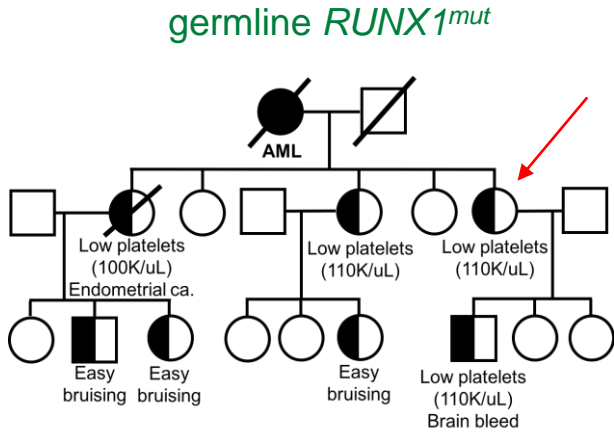 germline RUNX1mut
AML
Low platelets
(100K/uL)
Endometrial ca.
Low platelets
(110K/uL)
Low platelets
(110K/uL)
Easy
bruising
Easy
bruising
Easy
bruising
Low platelets
(110K/uL)
Brain bleed